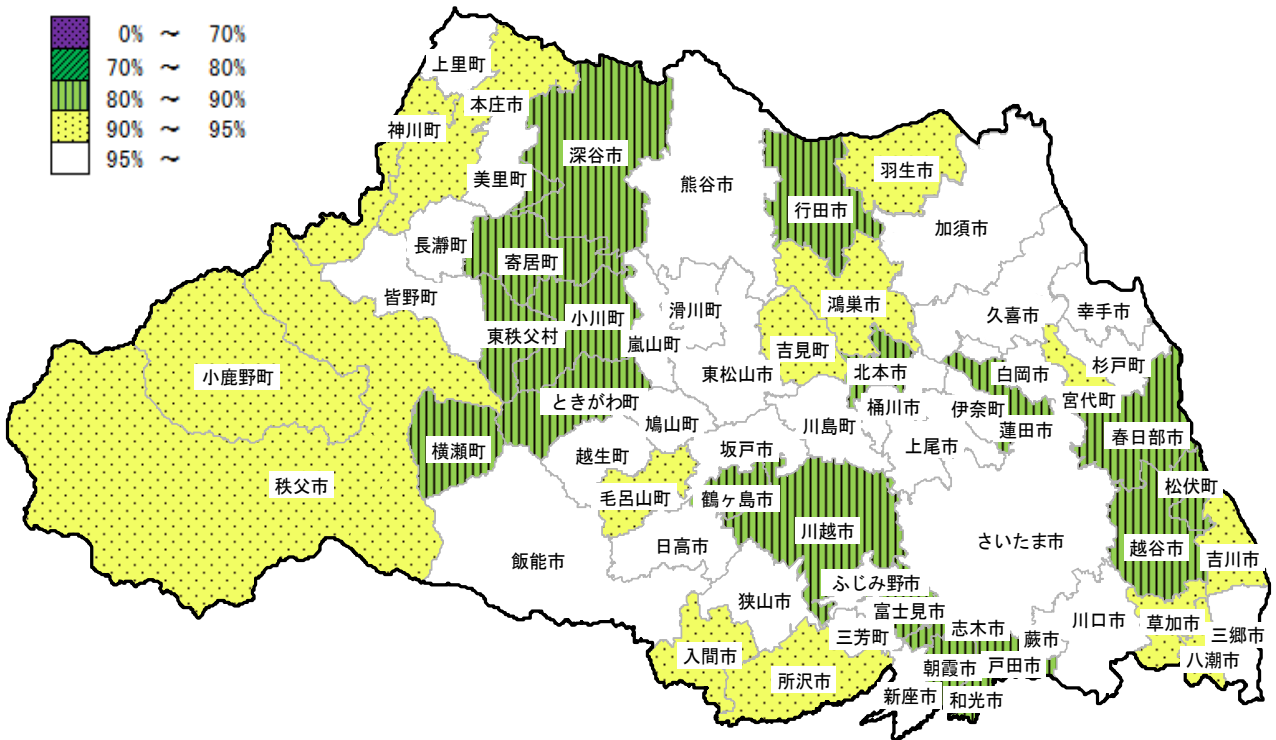 0% ～ 70%
70% ～ 80%
80% ～ 90%
90% ～ 95%
95% ～
上里町
本庄市
神川町
深谷市
美里町
熊谷市
羽生市
行田市
加須市
長瀞町
寄居町
皆野町
滑川町
鴻巣市
久喜市
幸手市
小川町
東秩父村
嵐山町
吉見町
杉戸町
小鹿野町
東松山市
北本市
白岡市
ときがわ町
桶川市
伊奈町
宮代町
鳩山町
川島町
蓮田市
春日部市
横瀬町
越生町
坂戸市
上尾市
秩父市
毛呂山町
鶴ヶ島市
松伏町
川越市
さいたま市
越谷市
吉川市
飯能市
日高市
ふじみ野市
狭山市
富士見市
川口市
草加市
三芳町
志木市
蕨市
三郷市
入間市
所沢市
朝霞市
戸田市
八潮市
新座市
和光市